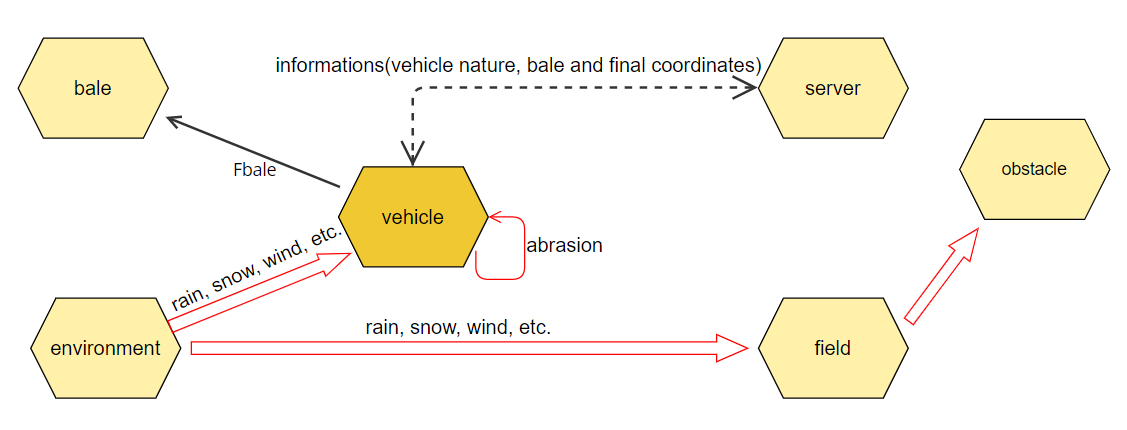 informations(vehicle nature, bale and final coordinates)
bale
server
obstacle
Fbale
vehicle
abrasion
rain, snow, wind, etc.
rain, snow, wind, etc.
environment
field